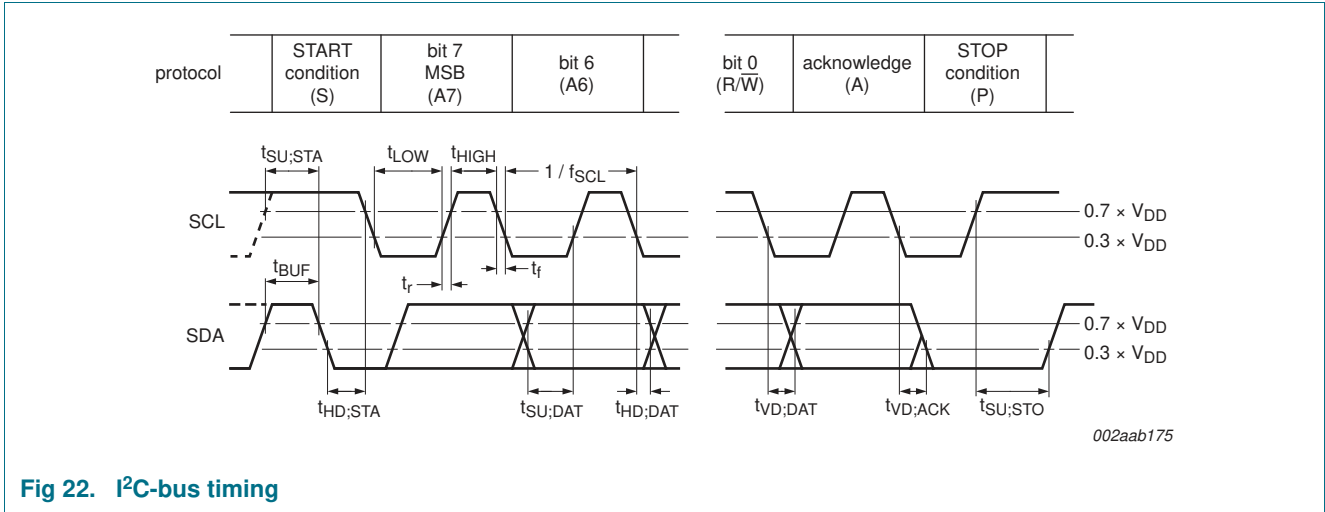 protocol
START
condition
(S)
bit 7
MSB
(A7)
bit 6
(A6)
bit 0
(R/W̅)
acknowledge
(A)
STOP
condition
(P)
tSU;STA
tLOW
tHIGH
1 / fSCL
SCL
0.7 × VDD
0.3 × VDD
tBUF
tr
tf
SDA
0.7 × VDD
0.3 × VDD
tHD;STA
tSU;DAT
tHD;DAT
tVD;DAT
tVD;ACK
tSU;STO
002aab175
Fig 22. I²C-bus timing